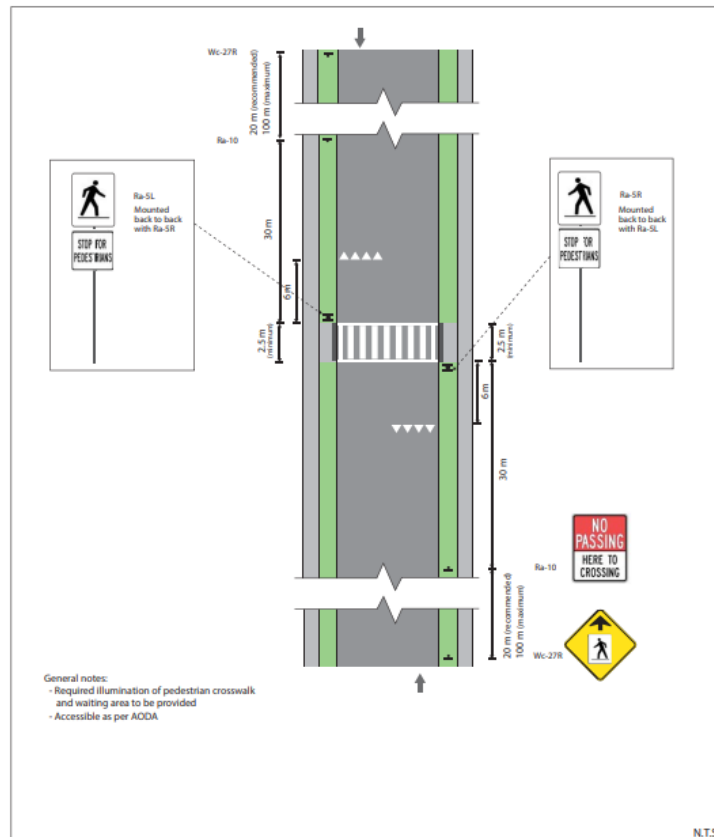 Wc-27R
20 m (recommended)
100 m (maximum)
Ra-10
Ra-5L
Mounted
back to back
with Ra-5R
STOP FOR
PEDESTRIANS
30 m
6 m
2.5 m
(minimum)
Ra-5R
Mounted
back to back
with Ra-5L
STOP FOR
PEDESTRIANS
2.5 m
(minimum)
6 m
30 m
NO
PASSING
HERE TO
CROSSING
Ra-10
20 m (recommended)
100 m (maximum)
Wc-27R
General notes:
- Required illumination of pedestrian crosswalk
and waiting area to be provided
- Accessible as per AODA